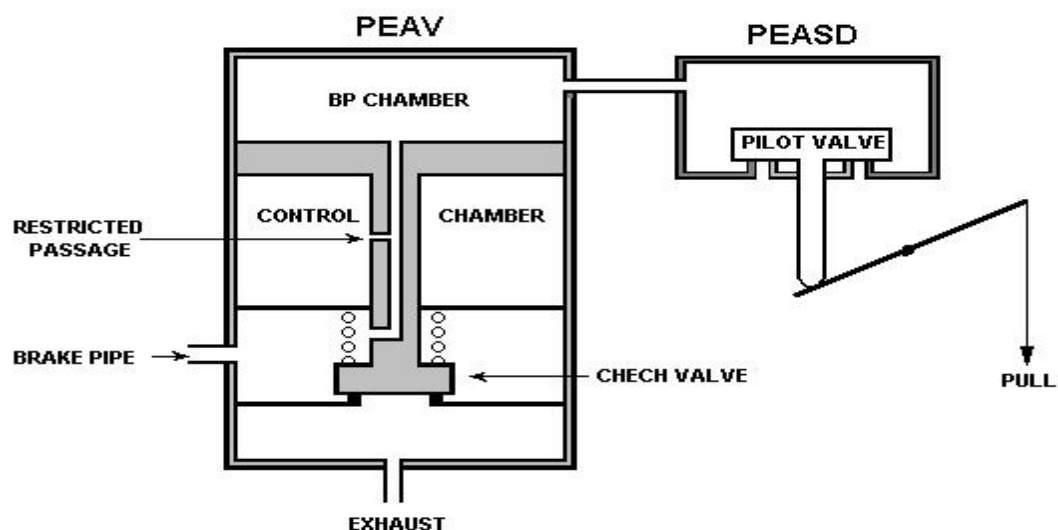 PEAV
PEASD
BP CHAMBER
PILOT VALVE
CONTROL CHAMBER
RESTRICTED
PASSAGE
BRAKE PIPE
CHECH VALVE
PULL
EXHAUST